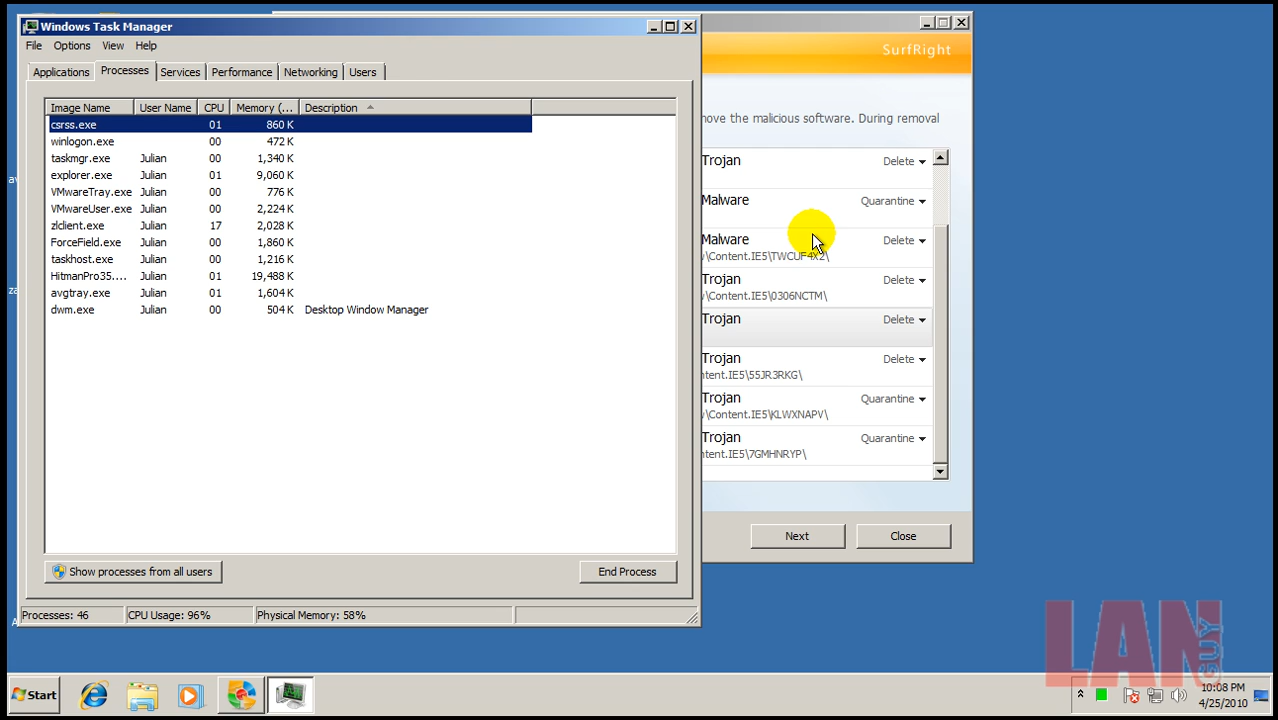 Windows Task Manager
File Options View Help
Applications Processes Services Performance Networking Users
Image Name User Name CPU Memory (... Description
csrss.exe 01 860 K
winlogon.exe 00 472 K
taskmgr.exe Julian 00 1,340 K
explorer.exe Julian 01 9,060 K
VMwareTray.exe Julian 00 776 K
VMwareUser.exe Julian 00 2,224 K
zlclient.exe Julian 17 2,028 K
ForceField.exe Julian 00 1,860 K
taskhost.exe Julian 00 1,216 K
HitmanPro35.... Julian 01 19,488 K
avgtray.exe Julian 01 1,604 K
dwm.exe Julian 00 504 K Desktop Window Manager
Show processes from all users End Process
Processes: 46 CPU Usage: 96% Physical Memory: 58%
SurfRight
move the malicious software. During removal
Trojan Delete
Malware Quarantine
Malware Delete
\Content.IE5\TWCUF4X2\
Trojan Delete
\Content.IE5\0306NCTM\
Trojan Delete
Trojan Delete
ntent.IE5\55JR3RKG\
Trojan Quarantine
\Content.IE5\KLWXNAPV\
Trojan Quarantine
ntent.IE5\7GMHNRYP\
Next Close
LAN GUY
Start
10:08 PM
4/25/2010